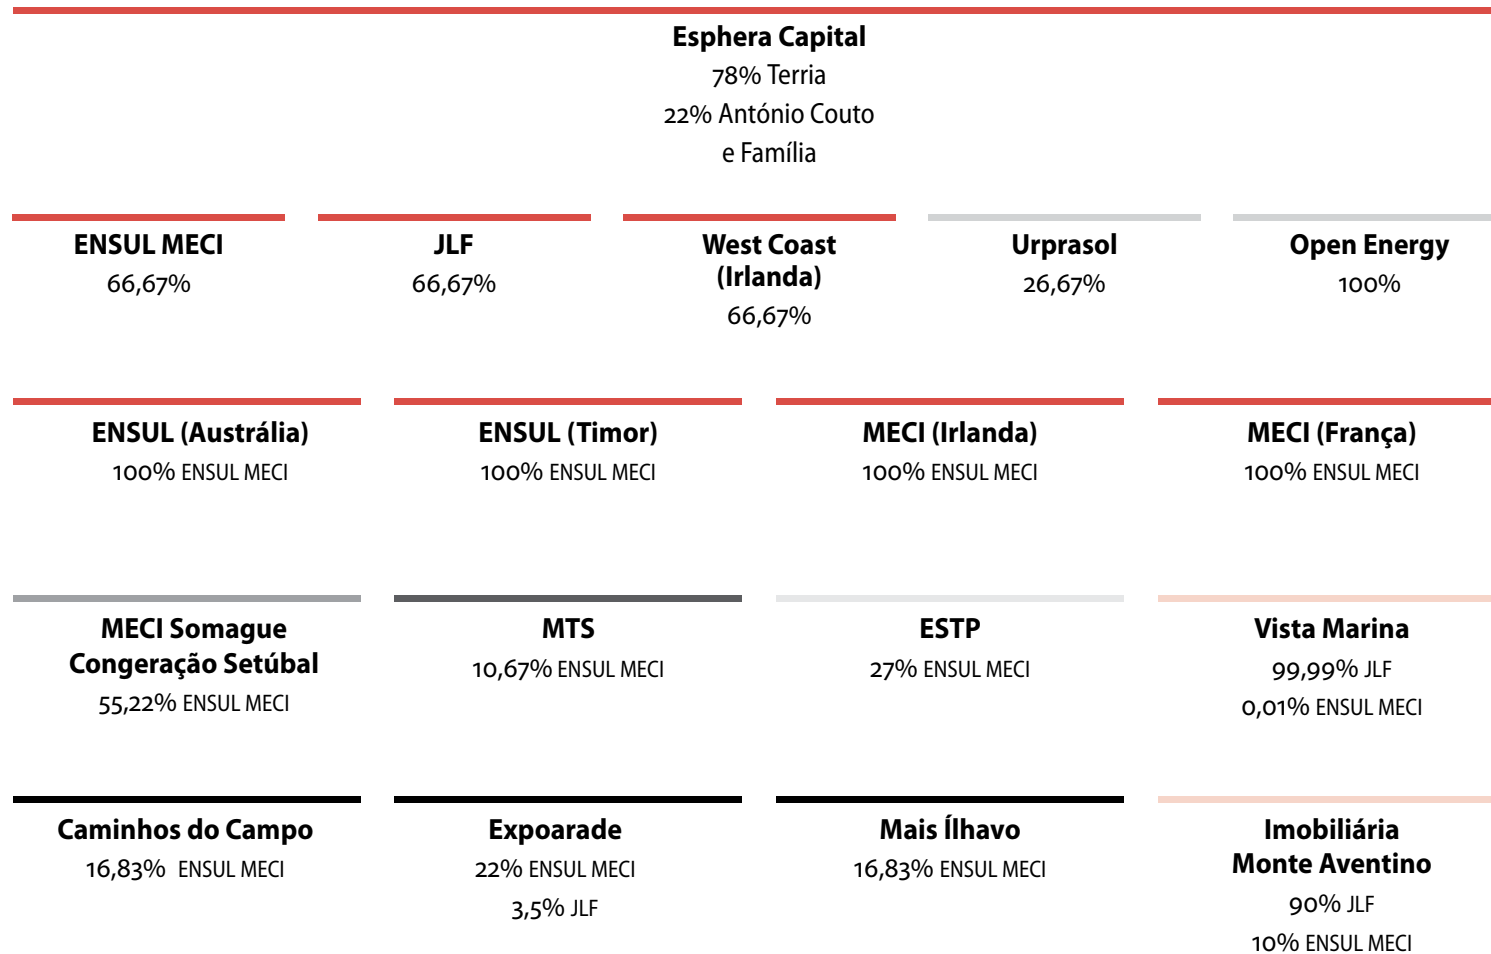 Esphera Capital
78% Terria
22% António Couto
e Família
ENSUL MECI
66,67%
JLF
66,67%
West Coast
(Irlanda)
66,67%
Urprasol
26,67%
Open Energy
100%
ENSUL (Austrália)
100% ENSUL MECI
ENSUL (Timor)
100% ENSUL MECI
MECI (Irlanda)
100% ENSUL MECI
MECI (França)
100% ENSUL MECI
MECI Somague
Congeração Setúbal
55,22% ENSUL MECI
MTS
10,67% ENSUL MECI
ESTP
27% ENSUL MECI
Vista Marina
99,99% JLF
0,01% ENSUL MECI
Caminhos do Campo
16,83% ENSUL MECI
Expoarade
22% ENSUL MECI
3,5% JLF
Mais Ílhavo
16,83% ENSUL MECI
Imobiliária
Monte Aventino
90% JLF
10% ENSUL MECI